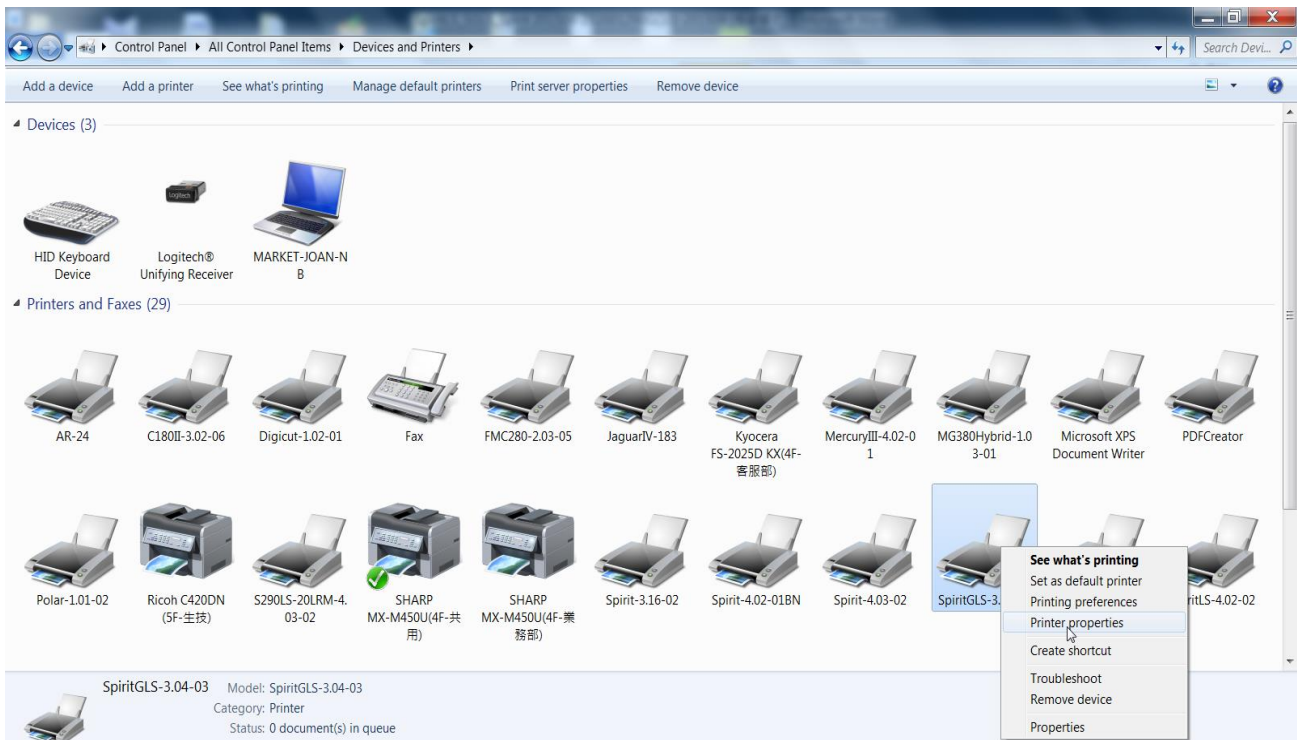 Control Panel ▸ All Control Panel Items ▸ Devices and Printers ▸
Search Devi...
Add a device Add a printer See what's printing Manage default printers Print server properties Remove device
Devices (3)
HID Keyboard
Device
Logitech®
Unifying Receiver
MARKET-JOAN-N
B
Printers and Faxes (29)
AR-24
C180II-3.02-06
Digicut-1.02-01
Fax
FMC280-2.03-05
JaguarIV-183
Kyocera
FS-2025D KX(4F-
客服部)
MercuryIII-4.02-0
1
MG380Hybrid-1.0
3-01
Microsoft XPS
Document Writer
PDFCreator
Polar-1.01-02
Ricoh C420DN
(5F-生技)
S290LS-20LRM-4.
03-02
SHARP
MX-M450U(4F-共
用)
SHARP
MX-M450U(4F-業
務部)
Spirit-3.16-02
Spirit-4.02-01BN
Spirit-4.03-02
SpiritGLS-3.
ritLS-4.02-02
See what's printing
Set as default printer
Printing preferences
Printer properties
Create shortcut
Troubleshoot
Remove device
Properties
SpiritGLS-3.04-03 Model: SpiritGLS-3.04-03
Category: Printer
Status: 0 document(s) in queue